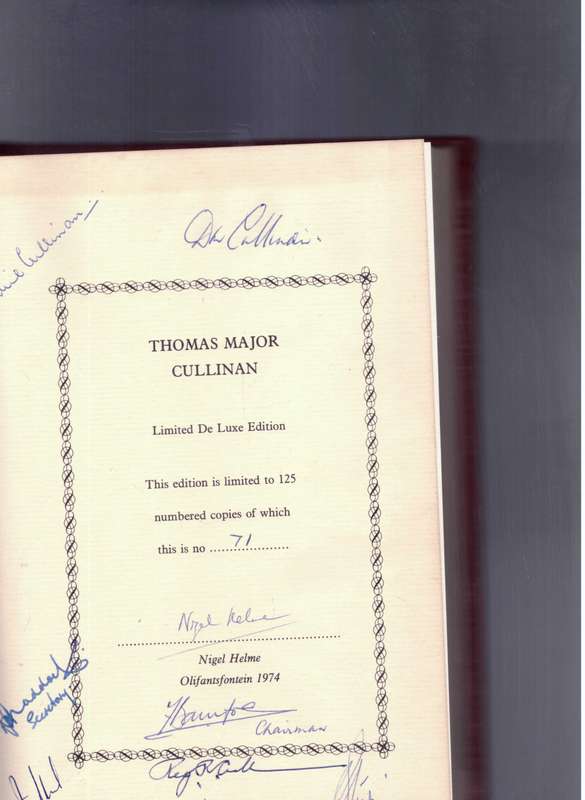 Cullinan
Cullinan.
THOMAS MAJOR
CULLINAN
Limited De Luxe Edition
This edition is limited to 125
numbered copies of which
this is no ..71..................
Nigel Helme
Nigel Helme
Olifantsfontein 1974
Chairman
Secretary